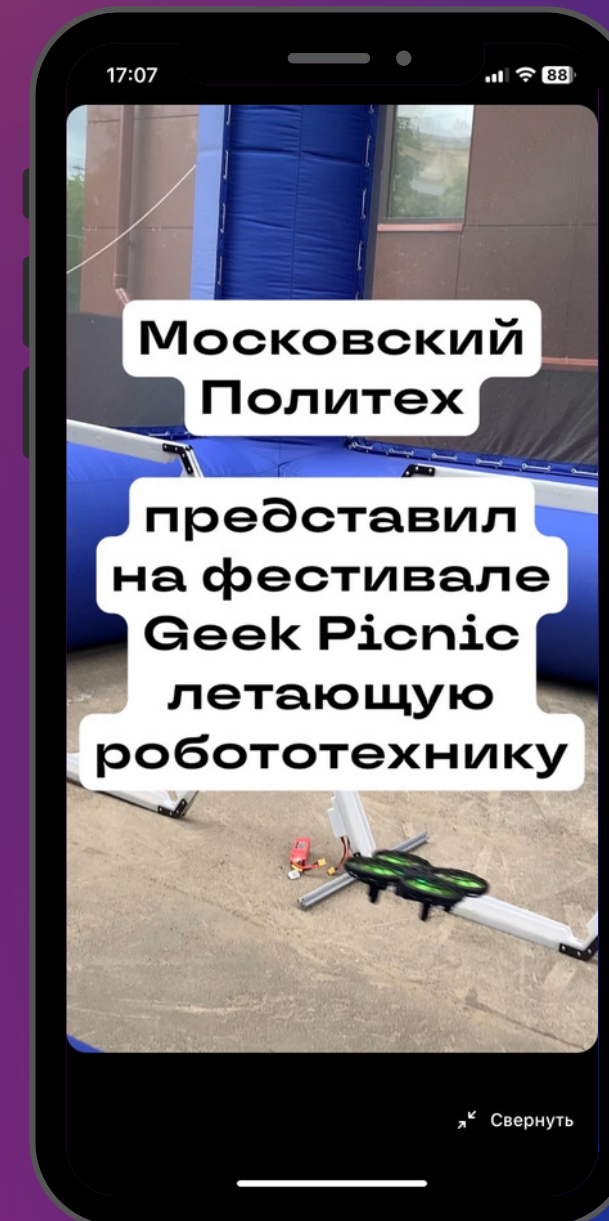 17:07
88
Московский
Политех
представил
на фестивале
Geek Picnic
летающую
робототехнику
Свернуть